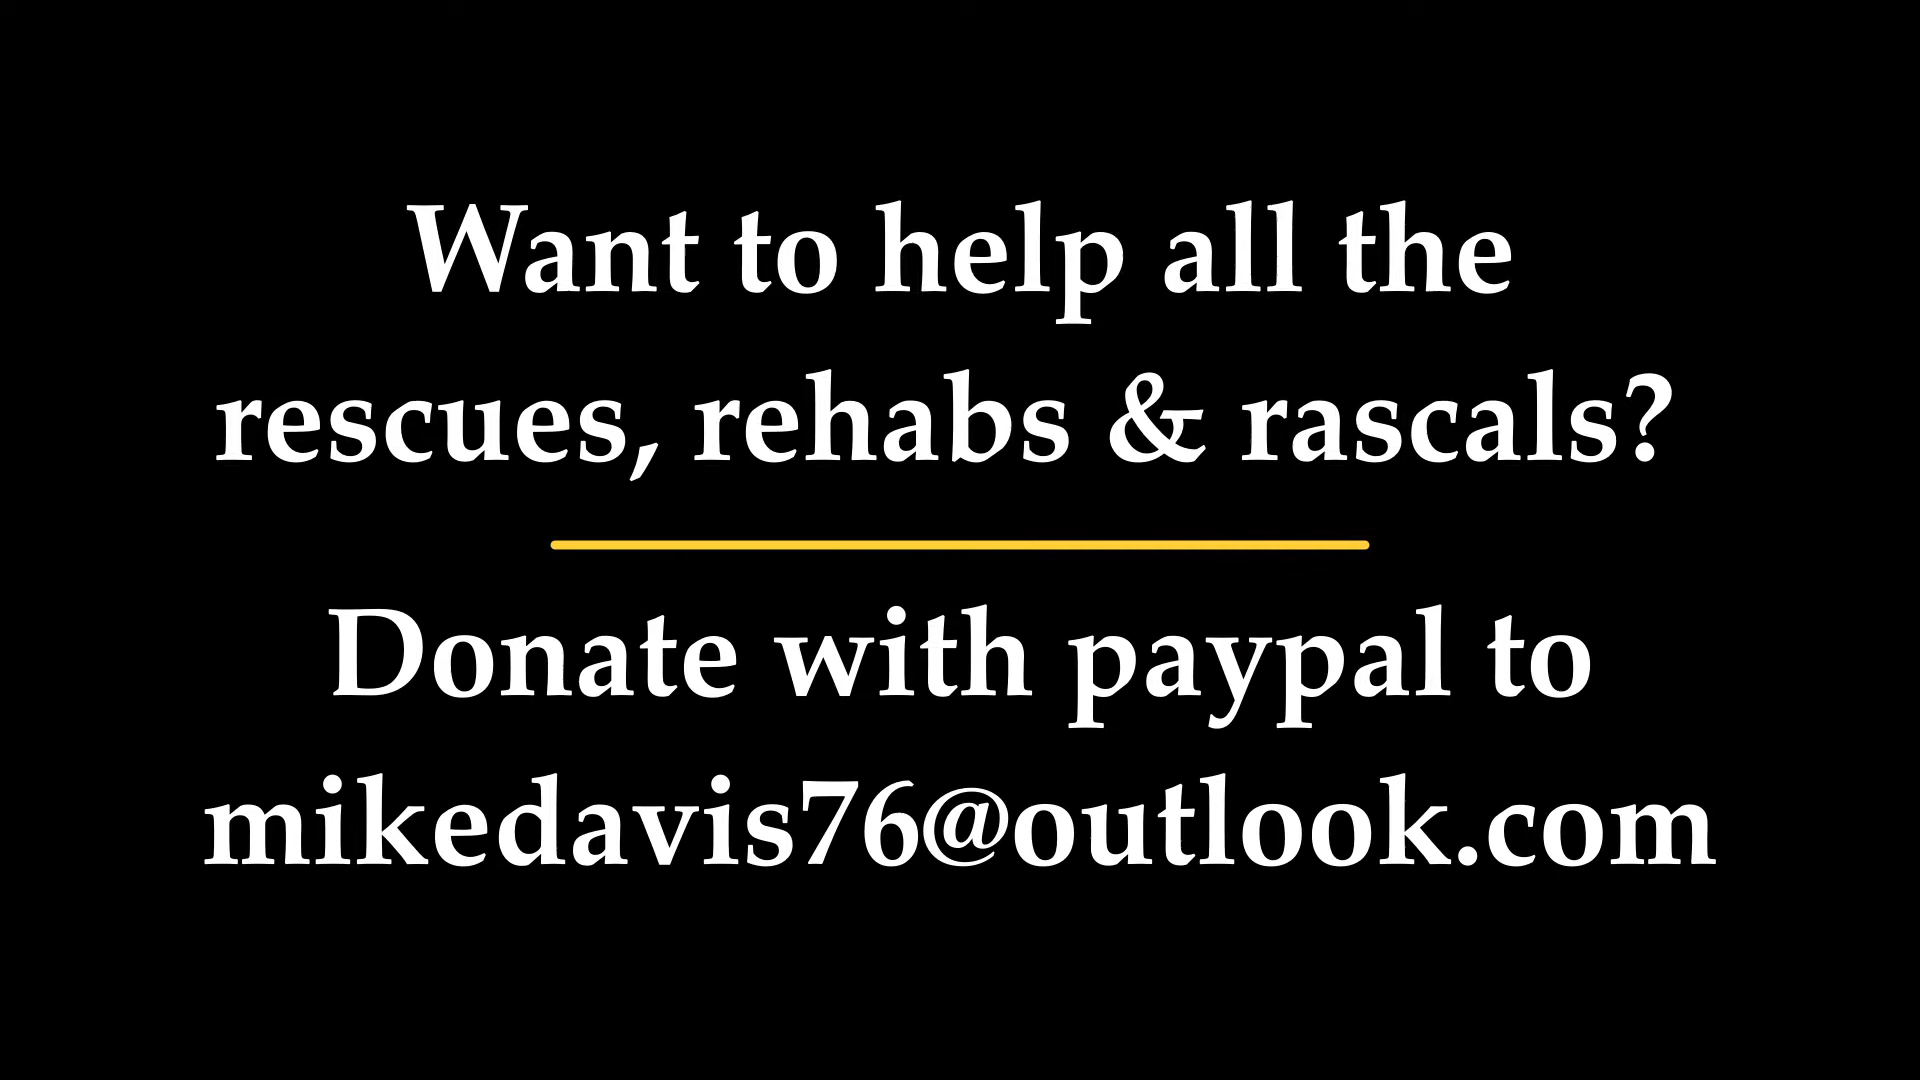 Want to help all the
rescues, rehabs & rascals?
Donate with paypal to
mikedavis76@outlook.com